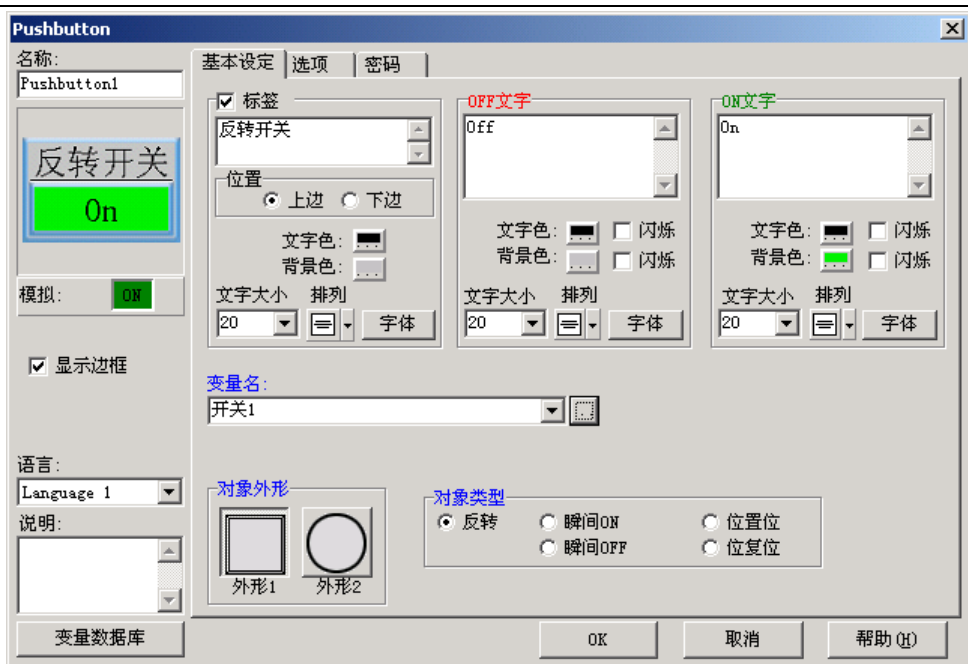 Pushbutton
名称:
Pushbutton1
反转开关
On
模拟: ON
显示边框
语言:
Language 1
说明:
变量数据库
基本设定 选项 密码
标签
反转开关
位置
上边 下边
文字色:
背景色:
文字大小 排列
20 字体
OFF文字
Off
文字色: 闪烁
背景色: 闪烁
文字大小 排列
20 字体
ON文字
On
文字色: 闪烁
背景色: 闪烁
文字大小 排列
20 字体
变量名:
开关1
对象外形
外形1 外形2
对象类型
反转 瞬间ON 位置位
瞬间OFF 位复位
OK 取消 帮助(H)